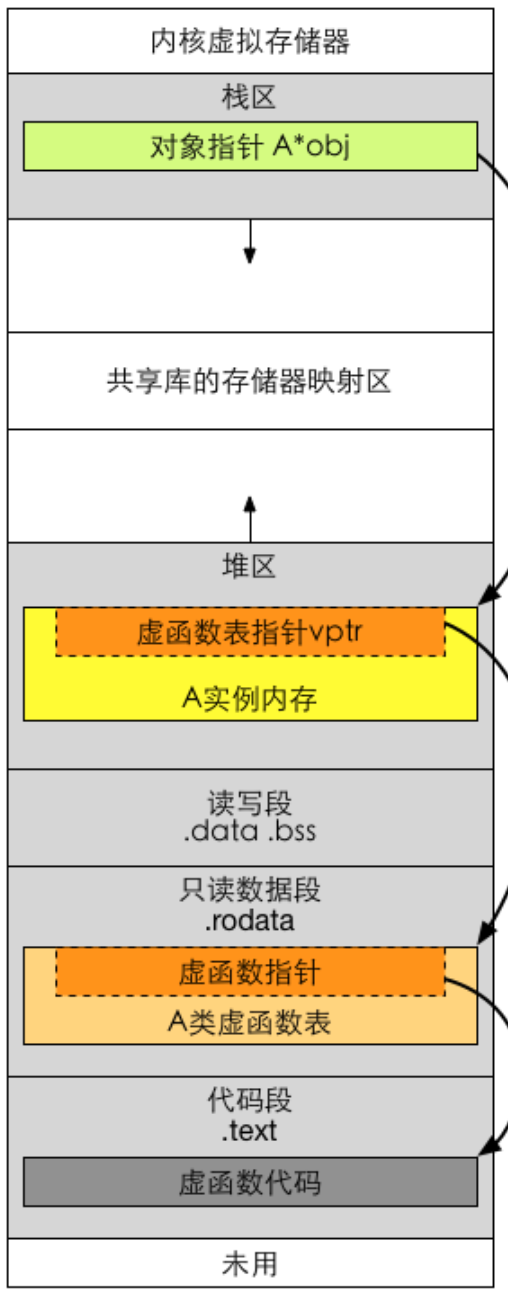 内核虚拟存储器
栈区
对象指针 A*obj
共享库的存储器映射区
堆区
虚函数表指针vptr
A实例内存
读写段
.data .bss
只读数据段
.rodata
虚函数指针
A类虚函数表
代码段
.text
虚函数代码
未用